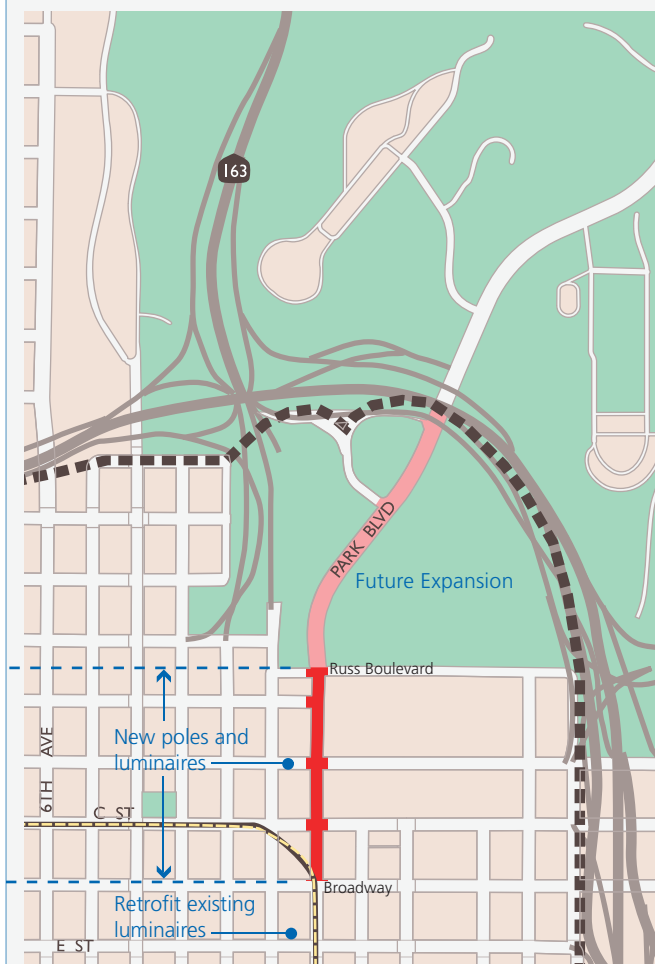 163
PARK BLVD
Future Expansion
Russ Boulevard
New poles and
luminaires
6TH AVE
C ST
Broadway
Retrofit existing
luminaires
E ST